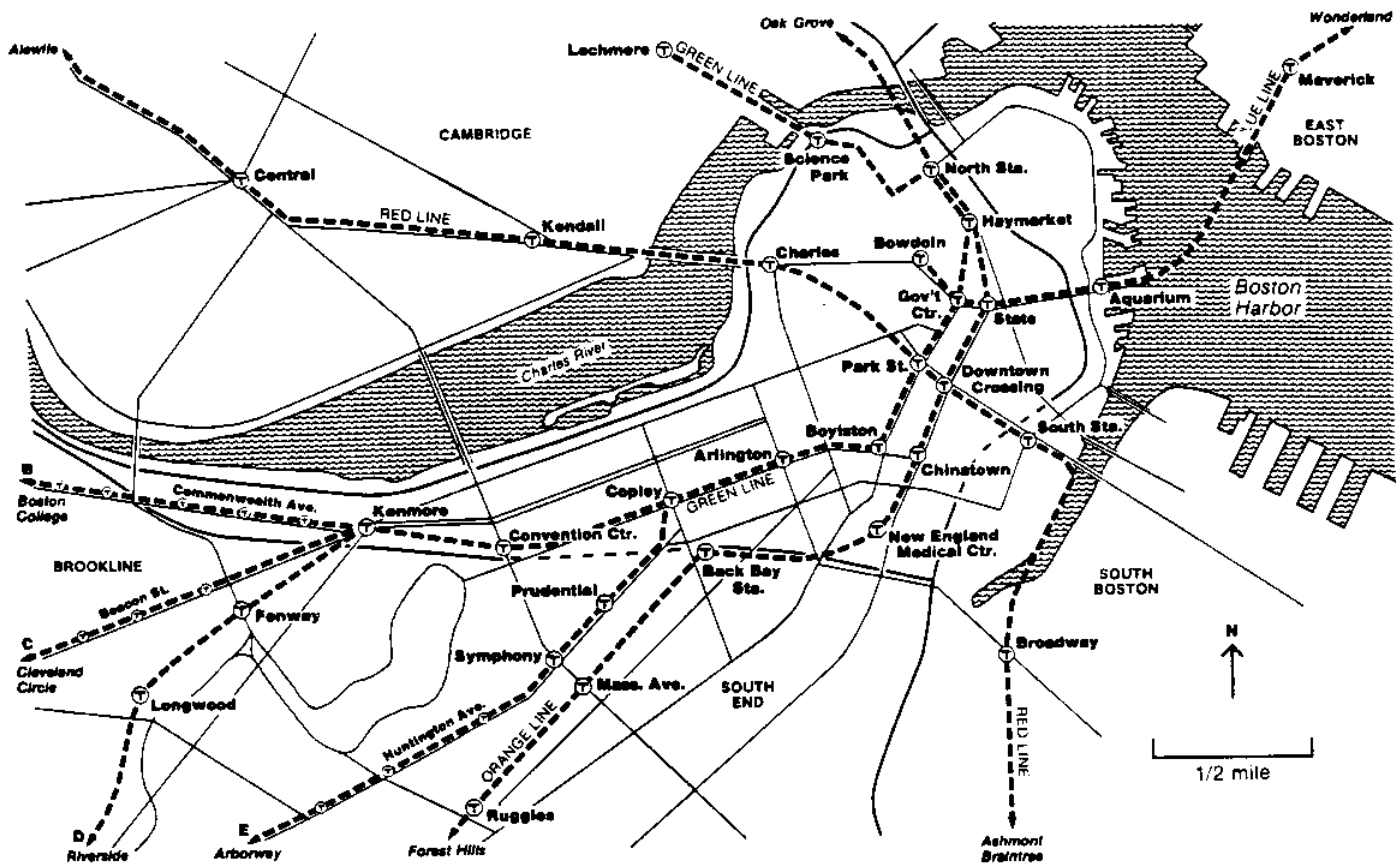 Oak Grove
Wonderland
Alewife
Lechmere
GREEN LINE
Maverick
BLUE LINE
CAMBRIDGE
EAST
BOSTON
Science
Park
North Sta.
Central
RED LINE
Kendall
Haymarket
Bowdoin
Charles
Gov't
Ctr.
State
Aquarium
Boston
Harbor
Charles River
Park St.
Downtown
Crossing
South Sta.
Boylston
Arlington
Chinatown
B
Boston
College
Commonwealth Ave.
Kenmore
Copley
GREEN LINE
Convention Ctr.
New England
Medical Ctr.
Back Bay
Sta.
BROOKLINE
Beacon St.
Prudential
SOUTH
BOSTON
Fenway
C
Cleveland
Circle
Symphony
Broadway
N
Longwood
Mass. Ave.
SOUTH
END
Huntington Ave.
ORANGE LINE
RED LINE
1/2 mile
Ruggles
D
Riverside
E
Arborway
Forest Hills
Ashmont
Braintree